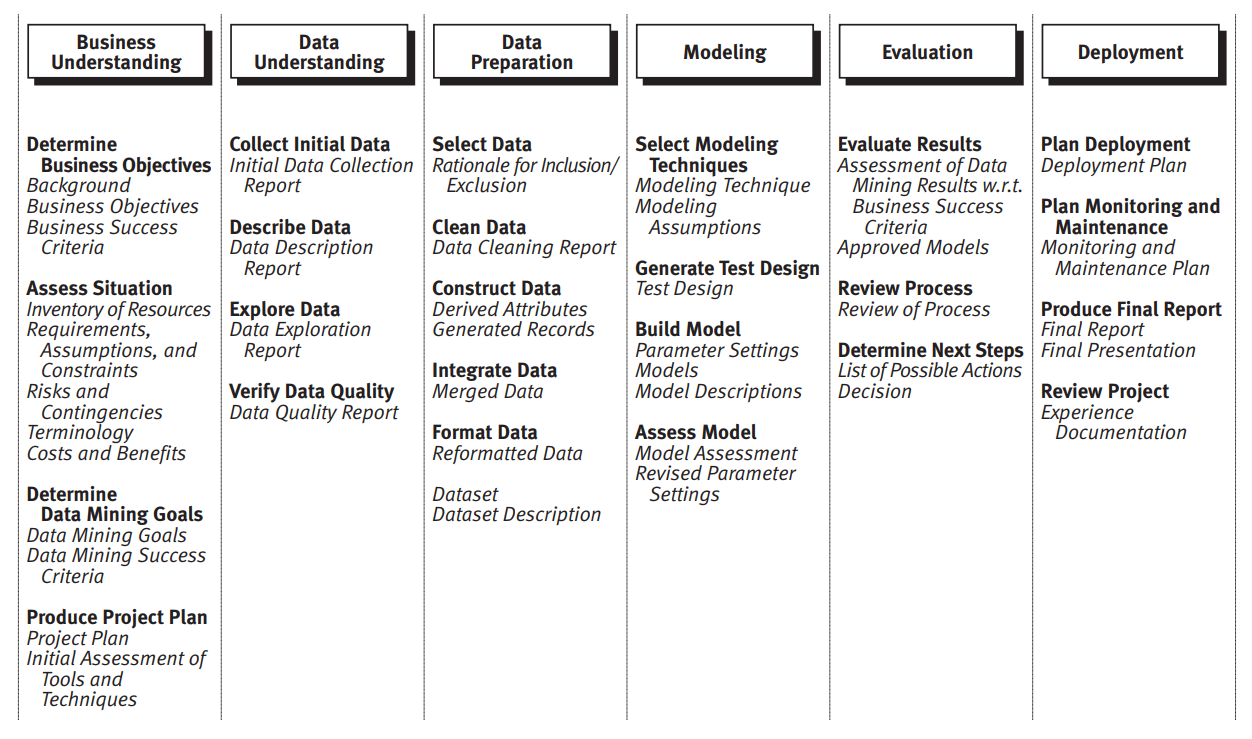 Business
Understanding
Data
Understanding
Data
Preparation
Modeling
Evaluation
Deployment
Determine
Business Objectives
Background
Business Objectives
Business Success
Criteria
Assess Situation
Inventory of Resources
Requirements,
Assumptions, and
Constraints
Risks and
Contingencies
Terminology
Costs and Benefits
Determine
Data Mining Goals
Data Mining Goals
Data Mining Success
Criteria
Produce Project Plan
Project Plan
Initial Assessment of
Tools and
Techniques
Collect Initial Data
Initial Data Collection
Report
Describe Data
Data Description
Report
Explore Data
Data Exploration
Report
Verify Data Quality
Data Quality Report
Select Data
Rationale for Inclusion/
Exclusion
Clean Data
Data Cleaning Report
Construct Data
Derived Attributes
Generated Records
Integrate Data
Merged Data
Format Data
Reformatted Data
Dataset
Dataset Description
Select Modeling
Techniques
Modeling Technique
Modeling
Assumptions
Generate Test Design
Test Design
Build Model
Parameter Settings
Models
Model Descriptions
Assess Model
Model Assessment
Revised Parameter
Settings
Evaluate Results
Assessment of Data
Mining Results w.r.t.
Business Success
Criteria
Approved Models
Review Process
Review of Process
Determine Next Steps
List of Possible Actions
Decision
Plan Deployment
Deployment Plan
Plan Monitoring and
Maintenance
Monitoring and
Maintenance Plan
Produce Final Report
Final Report
Final Presentation
Review Project
Experience
Documentation